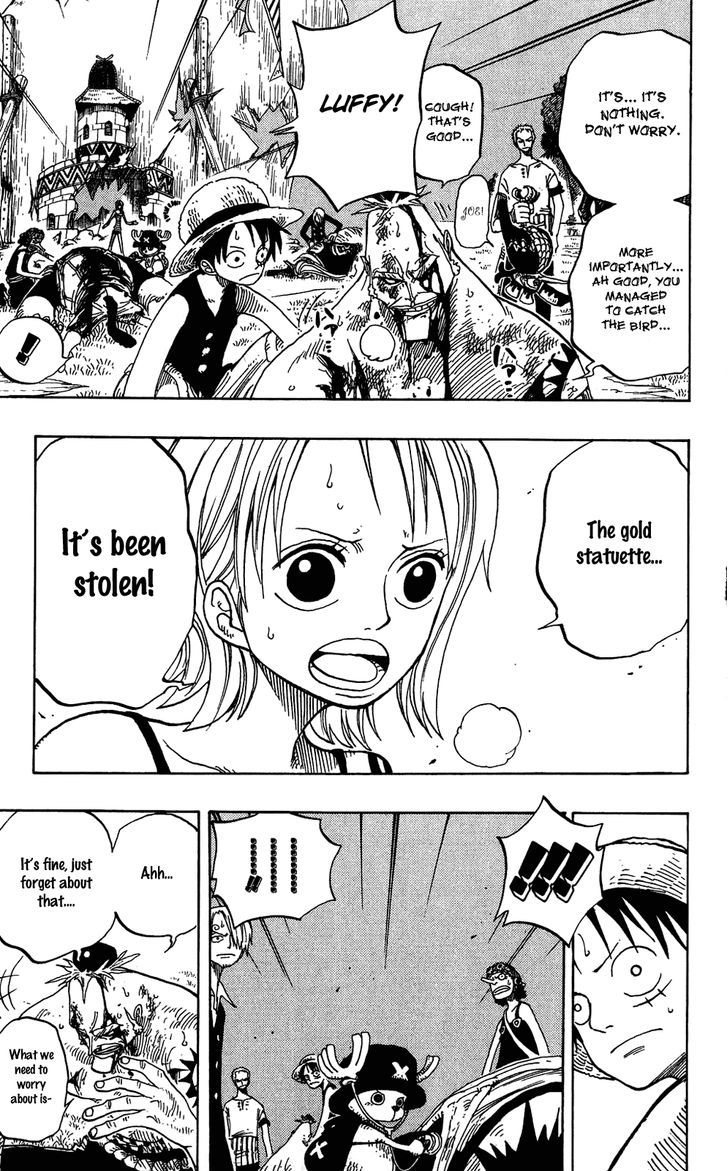 IT'S... IT'S
NOTHING.
DON'T WORRY.
MORE
IMPORTANTLY...
AH GOOD, YOU
MANAGED
TO CATCH
THE BIRD...
JOE!
COUGH!
THAT'S
GOOD...
LUFFY!
!!
The gold
statuette...
It's been
stolen!
!!!
Ahh...
It's fine, just
forget about
that....
What we
need to
worry
about is-